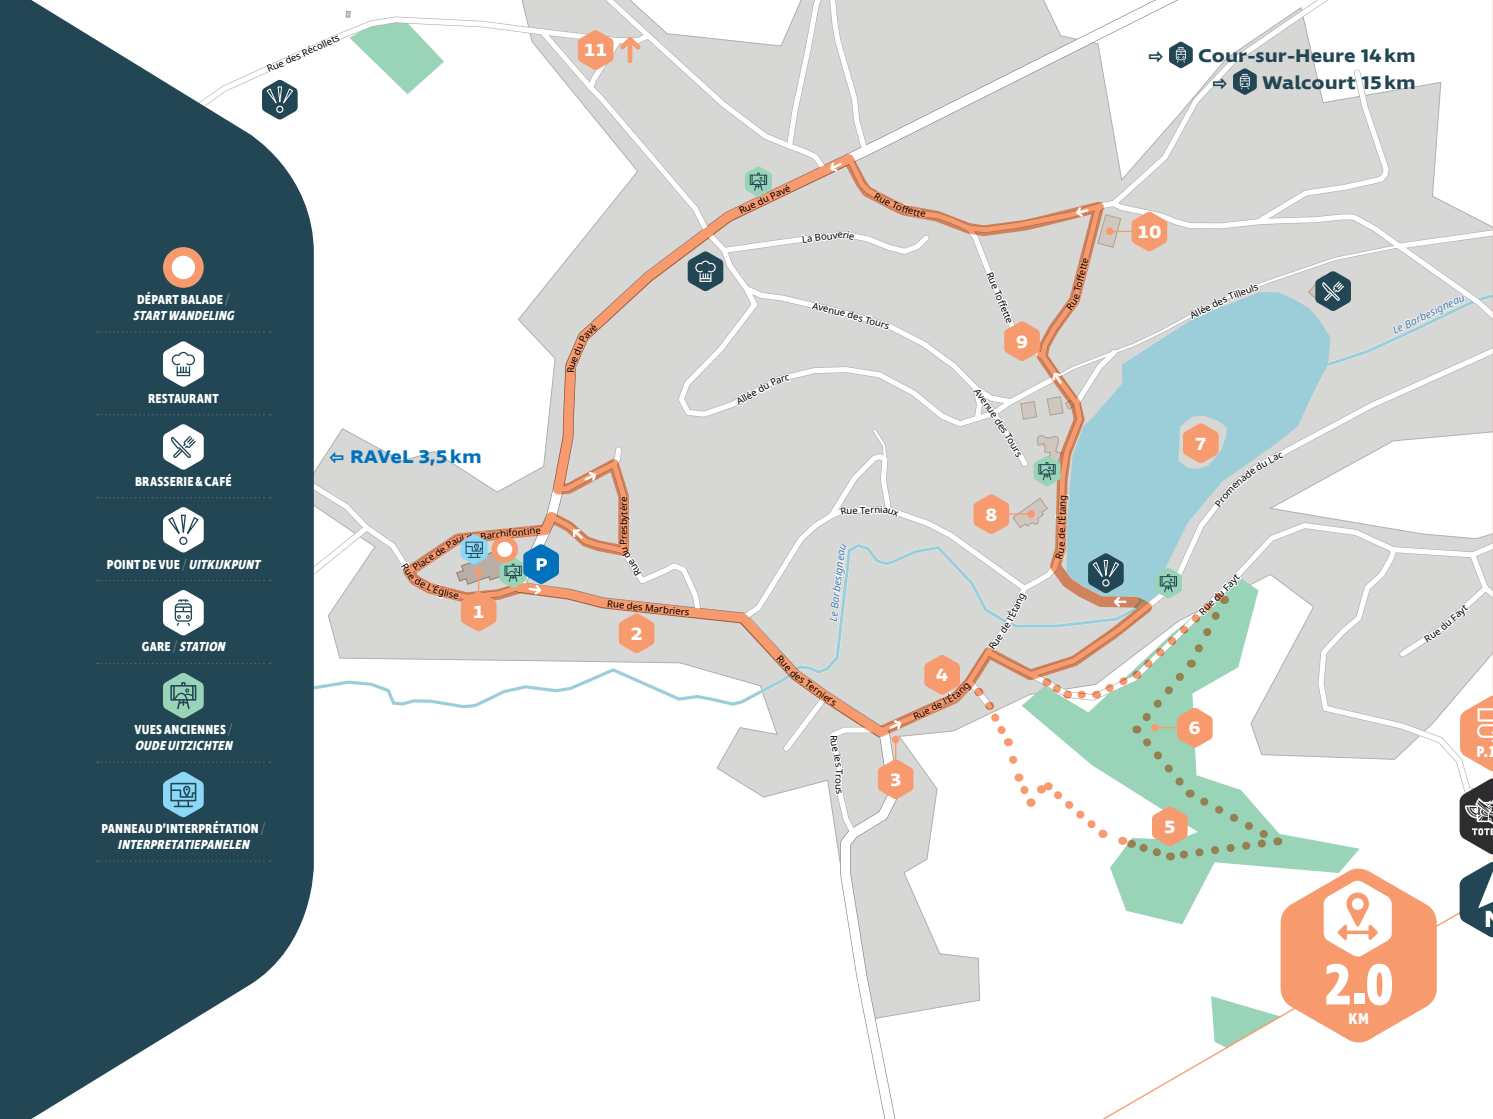 DÉPART BALADE /
START WANDELING
RESTAURANT
BRASSERIE & CAFÉ
POINT DE VUE / UITKIJKPUNT
GARE / STATION
VUES ANCIENNES /
OUDE UITZICHTEN
PANNEAU D'INTERPRÉTATION /
INTERPRETATIEPANELEN
Rue des Récollets
11
⇨ Cour-sur-Heure 14 km
⇨ Walcourt 15 km
Rue du Pavé
Rue Toffette
10
La Bouverie
Rue Toffette
Rue Toffette
Allée des Tilleuls
Le Barbesigneau
Avenue des Tours
9
Rue du Pavé
Allée du Parc
Avenue des Tours
7
⇦ RAVeL 3,5 km
Promenade du Lac
Rue Terniaux
8
Rue de l'Étang
Place de Paul de Barchifontine
Rue du Presbytère
P
Rue de L'Église
1
Rue des Marbriers
2
Le Barbesigneau
Rue de l'Étang
Rue du Fayt
Rue du Fayt
Rue des Terniers
4
Rue de l'Étang
6
Rue les Trous
3
5
P.1
TOTE
N
2.0
KM